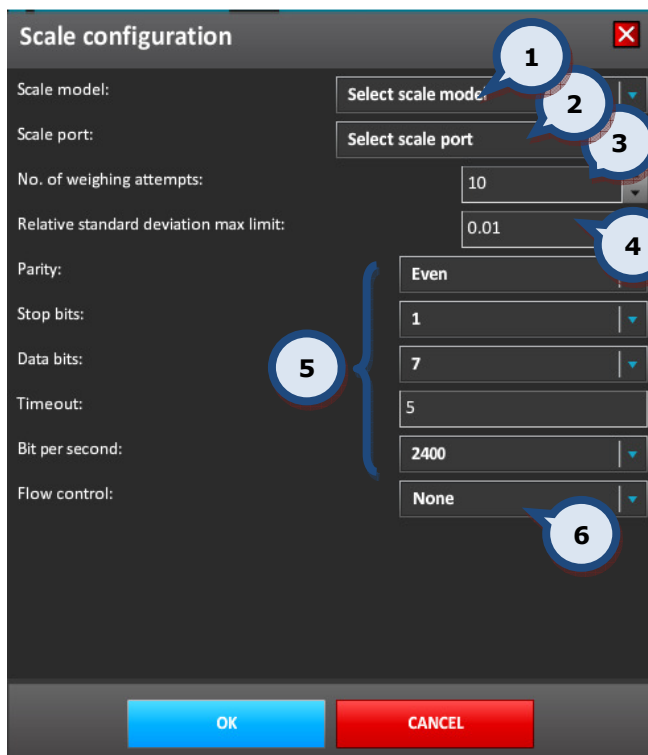 Scale configuration
1
Scale model:
Select scale model
2
Scale port:
Select scale port
3
No. of weighing attempts:
10
Relative standard deviation max limit:
0.01
4
Parity:
Even
Stop bits:
1
5
Data bits:
7
Timeout:
5
Bit per second:
2400
Flow control:
None
6
OK
CANCEL